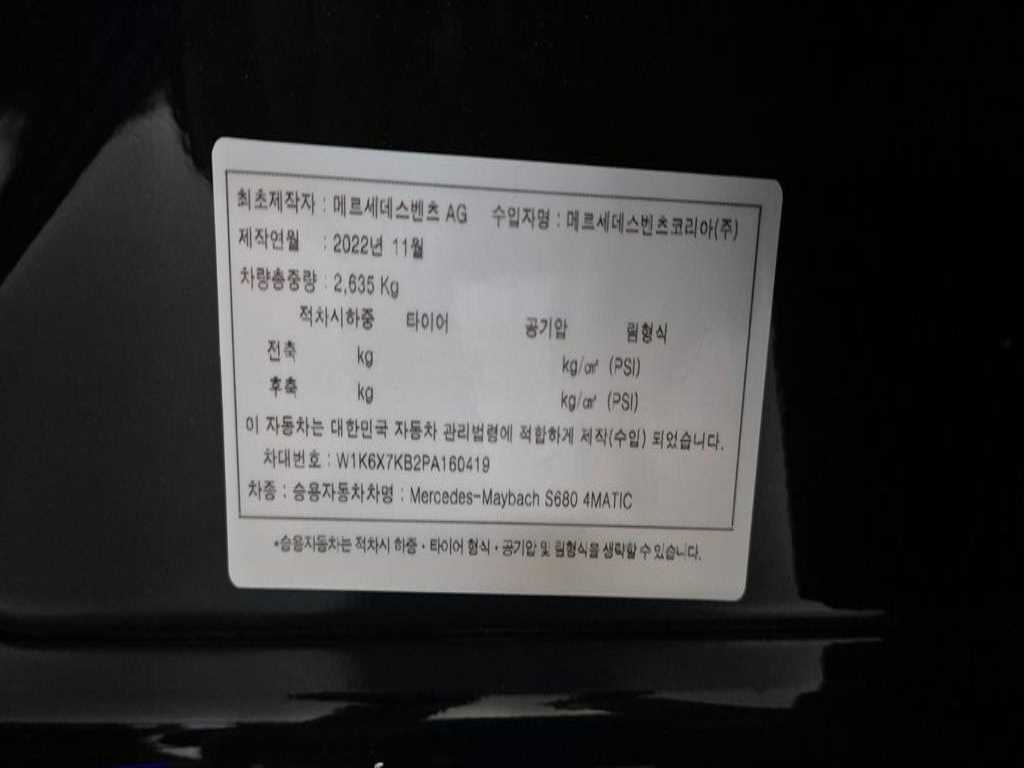 최초제작자 : 메르세데스벤츠 AG 수입자명 : 메르세데스벤츠코리아(주)
제작연월 : 2022년 11월
차량총중량 : 2,635 Kg
적차시하중 타이어 공기압 림형식
전축 kg kg/㎠ (PSI)
후축 kg kg/㎠ (PSI)
이 자동차는 대한민국 자동차 관리법령에 적합하게 제작(수입) 되었습니다.
차대번호 : W1K6X7KB2PA160419
차종 : 승용자동차차명 : Mercedes-Maybach S680 4MATIC
*승용자동차는 적차시 하중·타이어 형식·공기압 및 림형식을 생략할 수 있습니다.